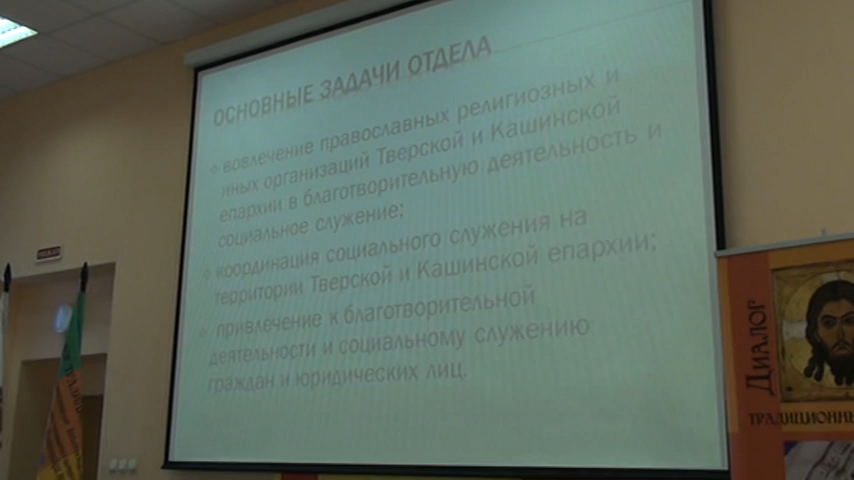 ОСНОВНЫЕ ЗАДАЧИ ОТДЕЛА
вовлечение православных религиозных и
иных организаций Тверской и Кашинской
епархии в благотворительную деятельность и
социальное служение;
координация социального служения на
территории Тверской и Кашинской епархии;
привлечение к благотворительной
деятельности и социальному служению
граждан и юридических лиц.
Диалог
традиционны